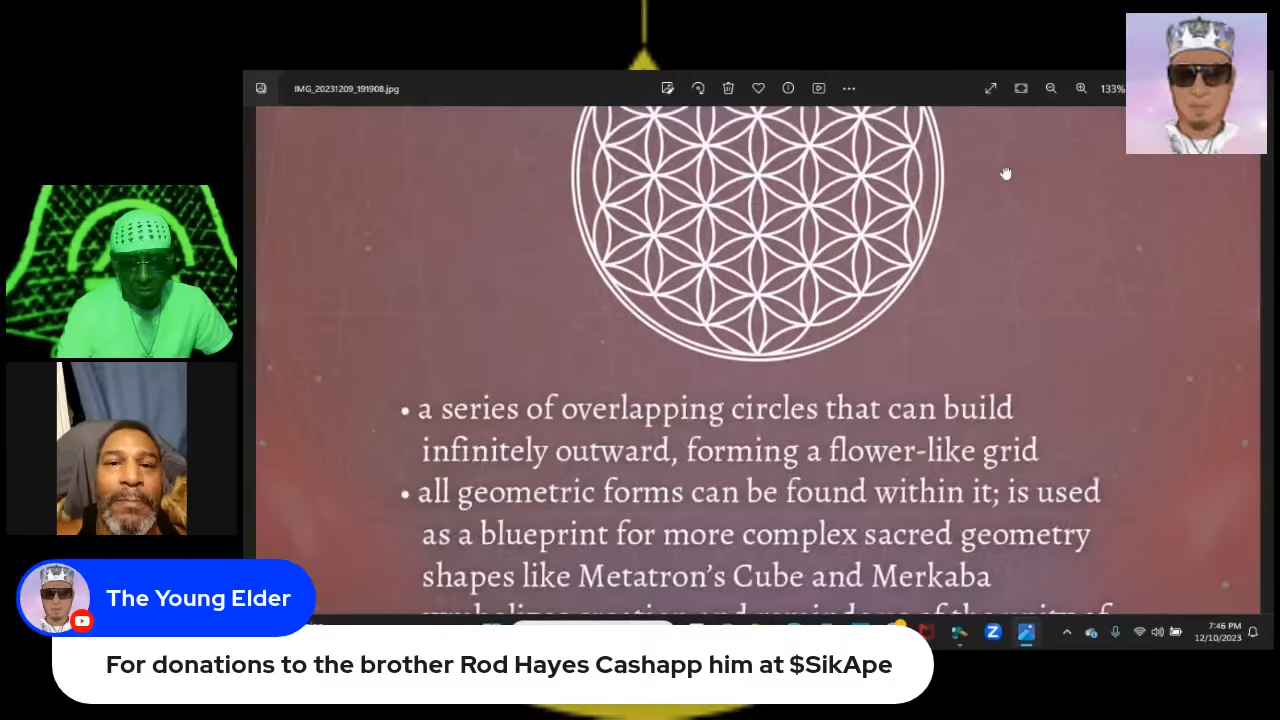 IMG_20231209_191908.jpg
133%
• a series of overlapping circles that can build
infinitely outward, forming a flower-like grid
• all geometric forms can be found within it; is used
as a blueprint for more complex sacred geometry
shapes like Metatron's Cube and Merkaba
7:46 PM
12/10/2023
The Young Elder
For donations to the brother Rod Hayes Cashapp him at $SikApe